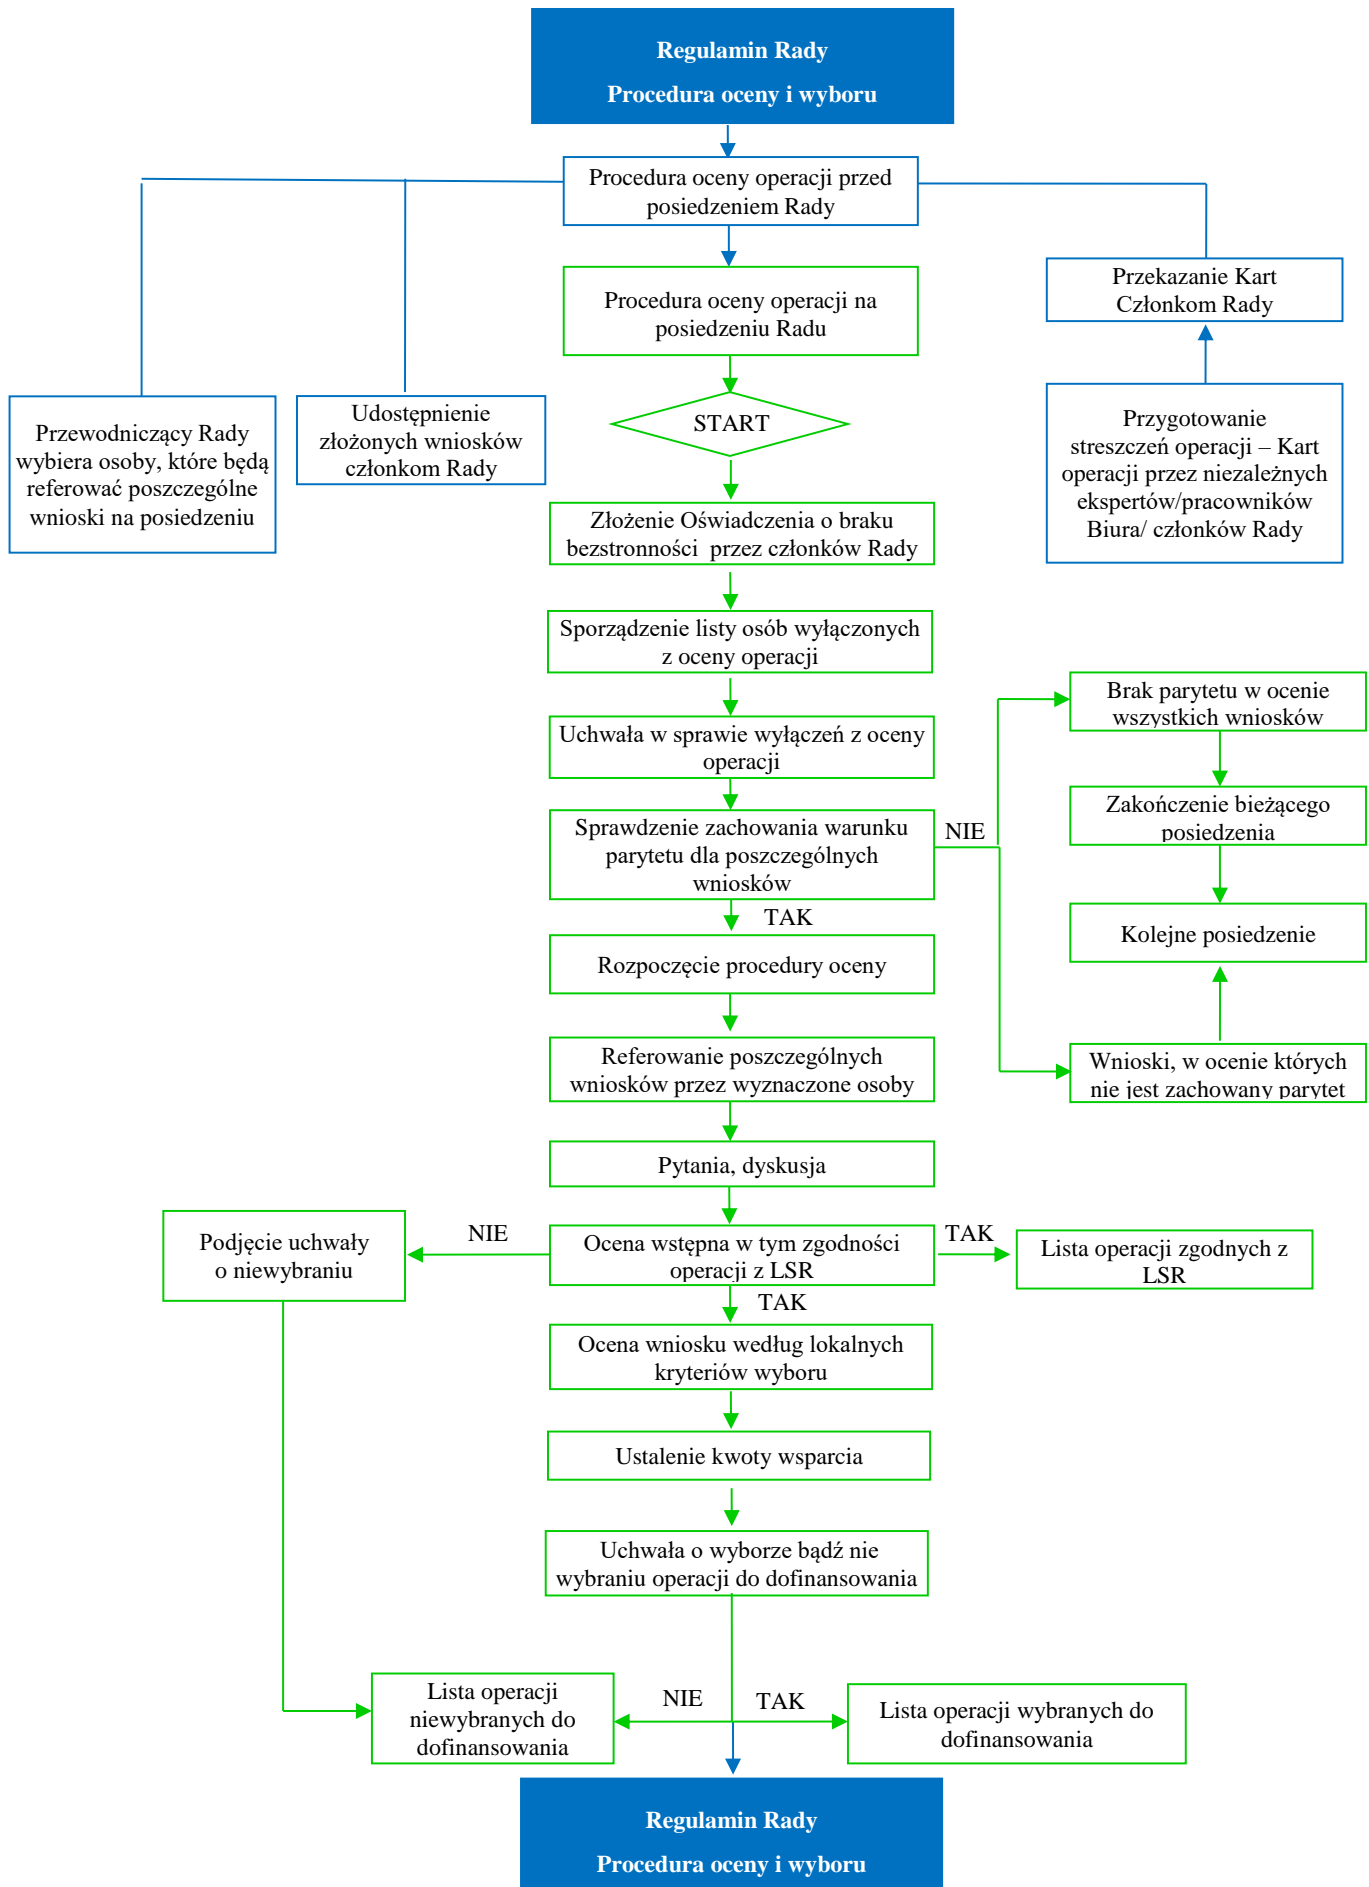 Regulamin Rady
Procedura oceny i wyboru
Procedura oceny operacji przed
posiedzeniem Rady
Procedura oceny operacji na
posiedzeniu Radu
Przekazanie Kart
Członkom Rady
Przewodniczący Rady
wybiera osoby, które będą
referować poszczególne
wnioski na posiedzeniu
Udostępnienie
złożonych wniosków
członkom Rady
START
Przygotowanie
streszczeń operacji – Kart
operacji przez niezależnych
ekspertów/pracowników
Biura/ członków Rady
Złożenie Oświadczenia o braku
bezstronności przez członków Rady
Sporządzenie listy osób wyłączonych
z oceny operacji
Uchwała w sprawie wyłączeń z oceny
operacji
Brak parytetu w ocenie
wszystkich wniosków
Sprawdzenie zachowania warunku
parytetu dla poszczególnych
wniosków
NIE
Zakończenie bieżącego
posiedzenia
TAK
Kolejne posiedzenie
Rozpoczęcie procedury oceny
Referowanie poszczególnych
wniosków przez wyznaczone osoby
Wnioski, w ocenie których
nie jest zachowany parytet
Pytania, dyskusja
Podjęcie uchwały
o niewybraniu
NIE
Ocena wstępna w tym zgodności
operacji z LSR
TAK
Lista operacji zgodnych z
LSR
TAK
Ocena wniosku według lokalnych
kryteriów wyboru
Ustalenie kwoty wsparcia
Uchwała o wyborze bądź nie
wybraniu operacji do dofinansowania
Lista operacji
niewybranych do
dofinansowania
NIE
TAK
Lista operacji wybranych do
dofinansowania
Regulamin Rady
Procedura oceny i wyboru